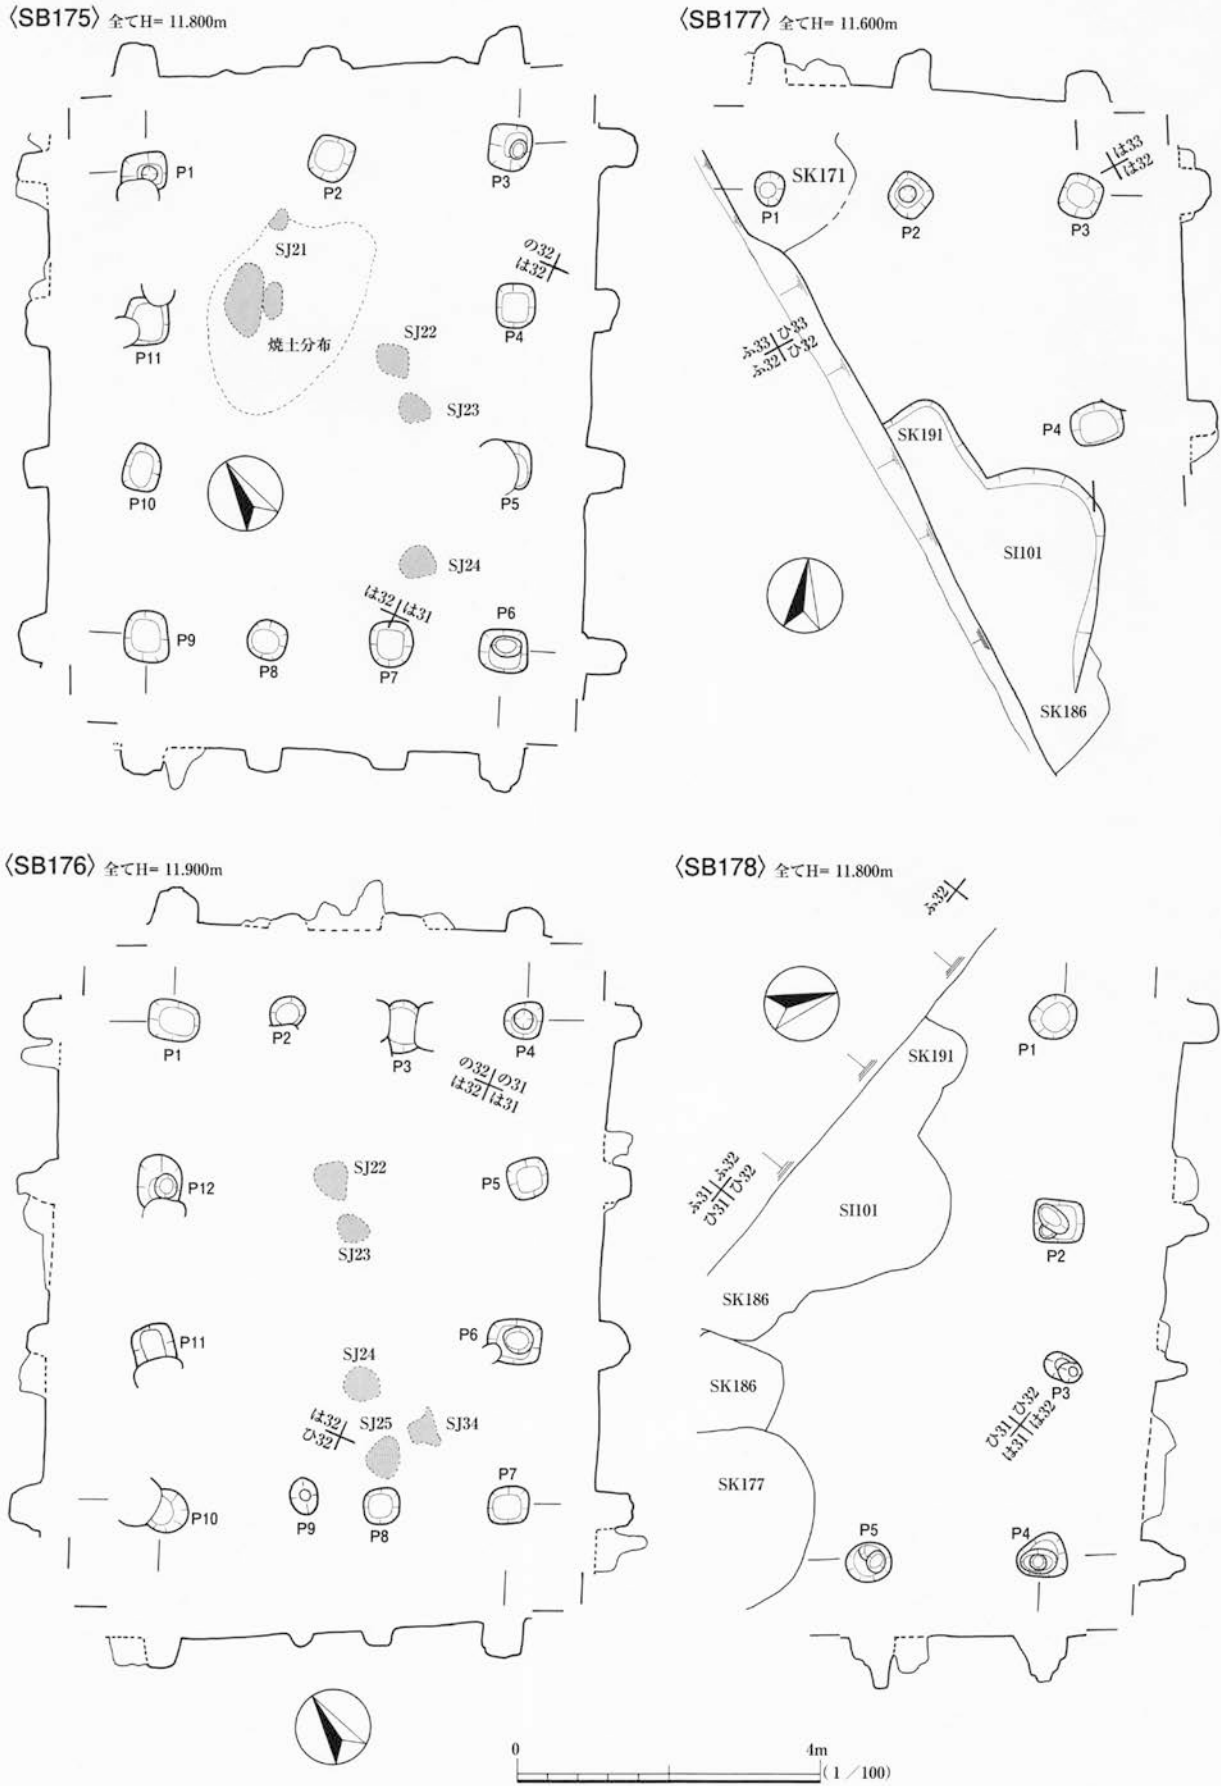 〈SB175〉 全てH= 11.800m
P1
P2
P3
SJ21
の32
は32
焼土分布
P4
SJ22
P11
SJ23
P10
P5
SJ24
は32 は31
P6
P9
P8
P7
〈SB177〉 全てH= 11.600m
は33
は32
SK171
P1
P2
P3
ふ33 ひ33
ふ32 ひ32
P4
SK191
SI101
SK186
〈SB176〉 全てH= 11.900m
P1
P2
P3
P4
の32 の31
は32 は31
SJ22
P12
P5
SJ23
P11
P6
SJ24
は32
ひ32
SJ25
SJ34
P7
P10
P9
P8
〈SB178〉 全てH= 11.800m
ふ32
P1
SK191
ふ31 ふ32
ひ31 ひ32
SI101
P2
SK186
SK186
P3
ひ31 ひ32
は31 は32
SK177
P5
P4
0 4m
(1/100)